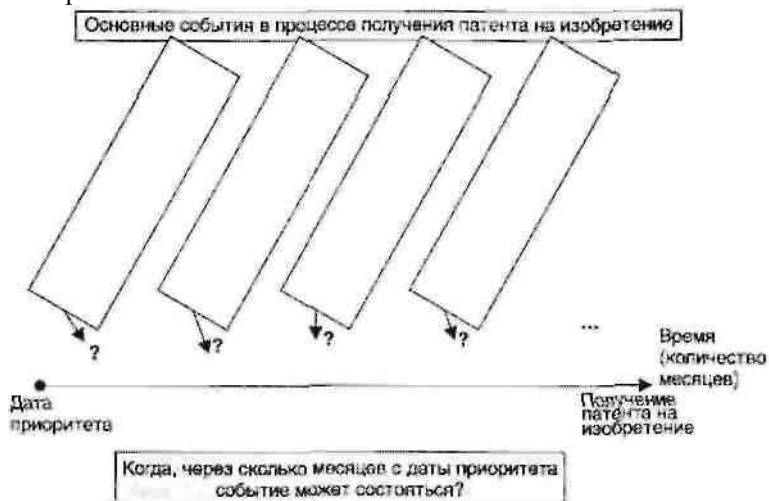 Основные события в процессе получения патента на изобретение
?
?
?
?
...
Время
(количество
месяцев)
Дата
приоритета
Получение
патента на
изобретение
Когда, через сколько месяцев с даты приоритета
событие может состояться?